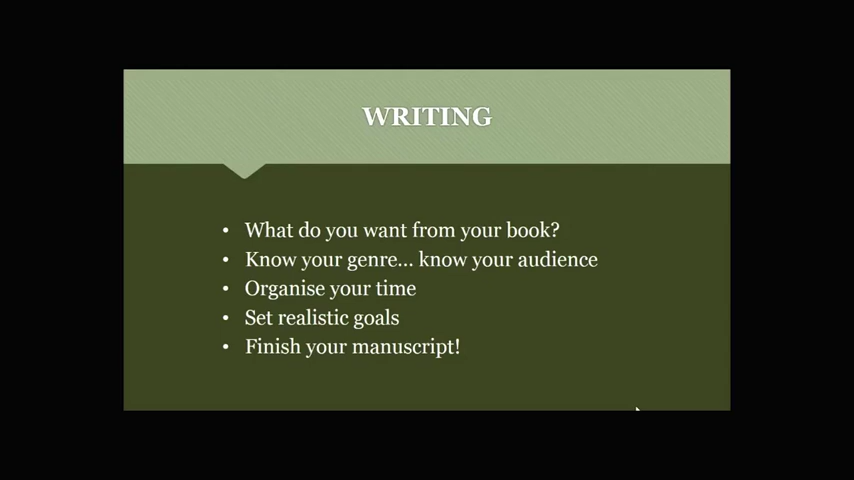 WRITING
• What do you want from your book?
• Know your genre... know your audience
• Organise your time
• Set realistic goals
• Finish your manuscript!